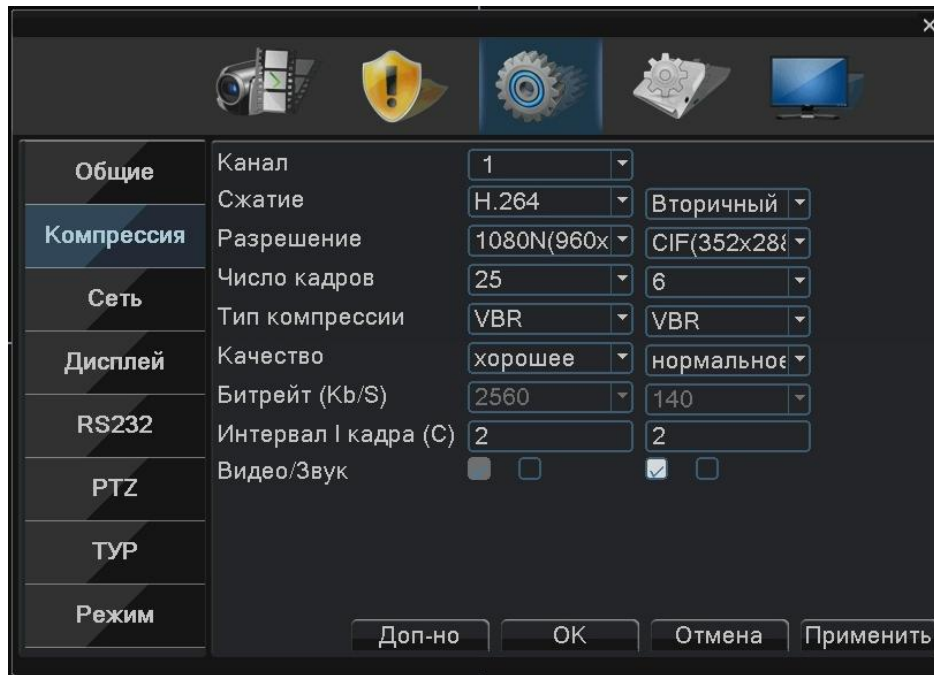 ×
Общие
Компрессия
Сеть
Дисплей
RS232
PTZ
ТУР
Режим
Канал 1
Сжатие H.264 Вторичный
Разрешение 1080N(960x CIF(352x288
Число кадров 25 6
Тип компрессии VBR VBR
Качество хорошее нормальное
Битрейт (Kb/S) 2560 140
Интервал I кадра (C) 2 2
Видео/Звук
Доп-но OK Отмена Применить